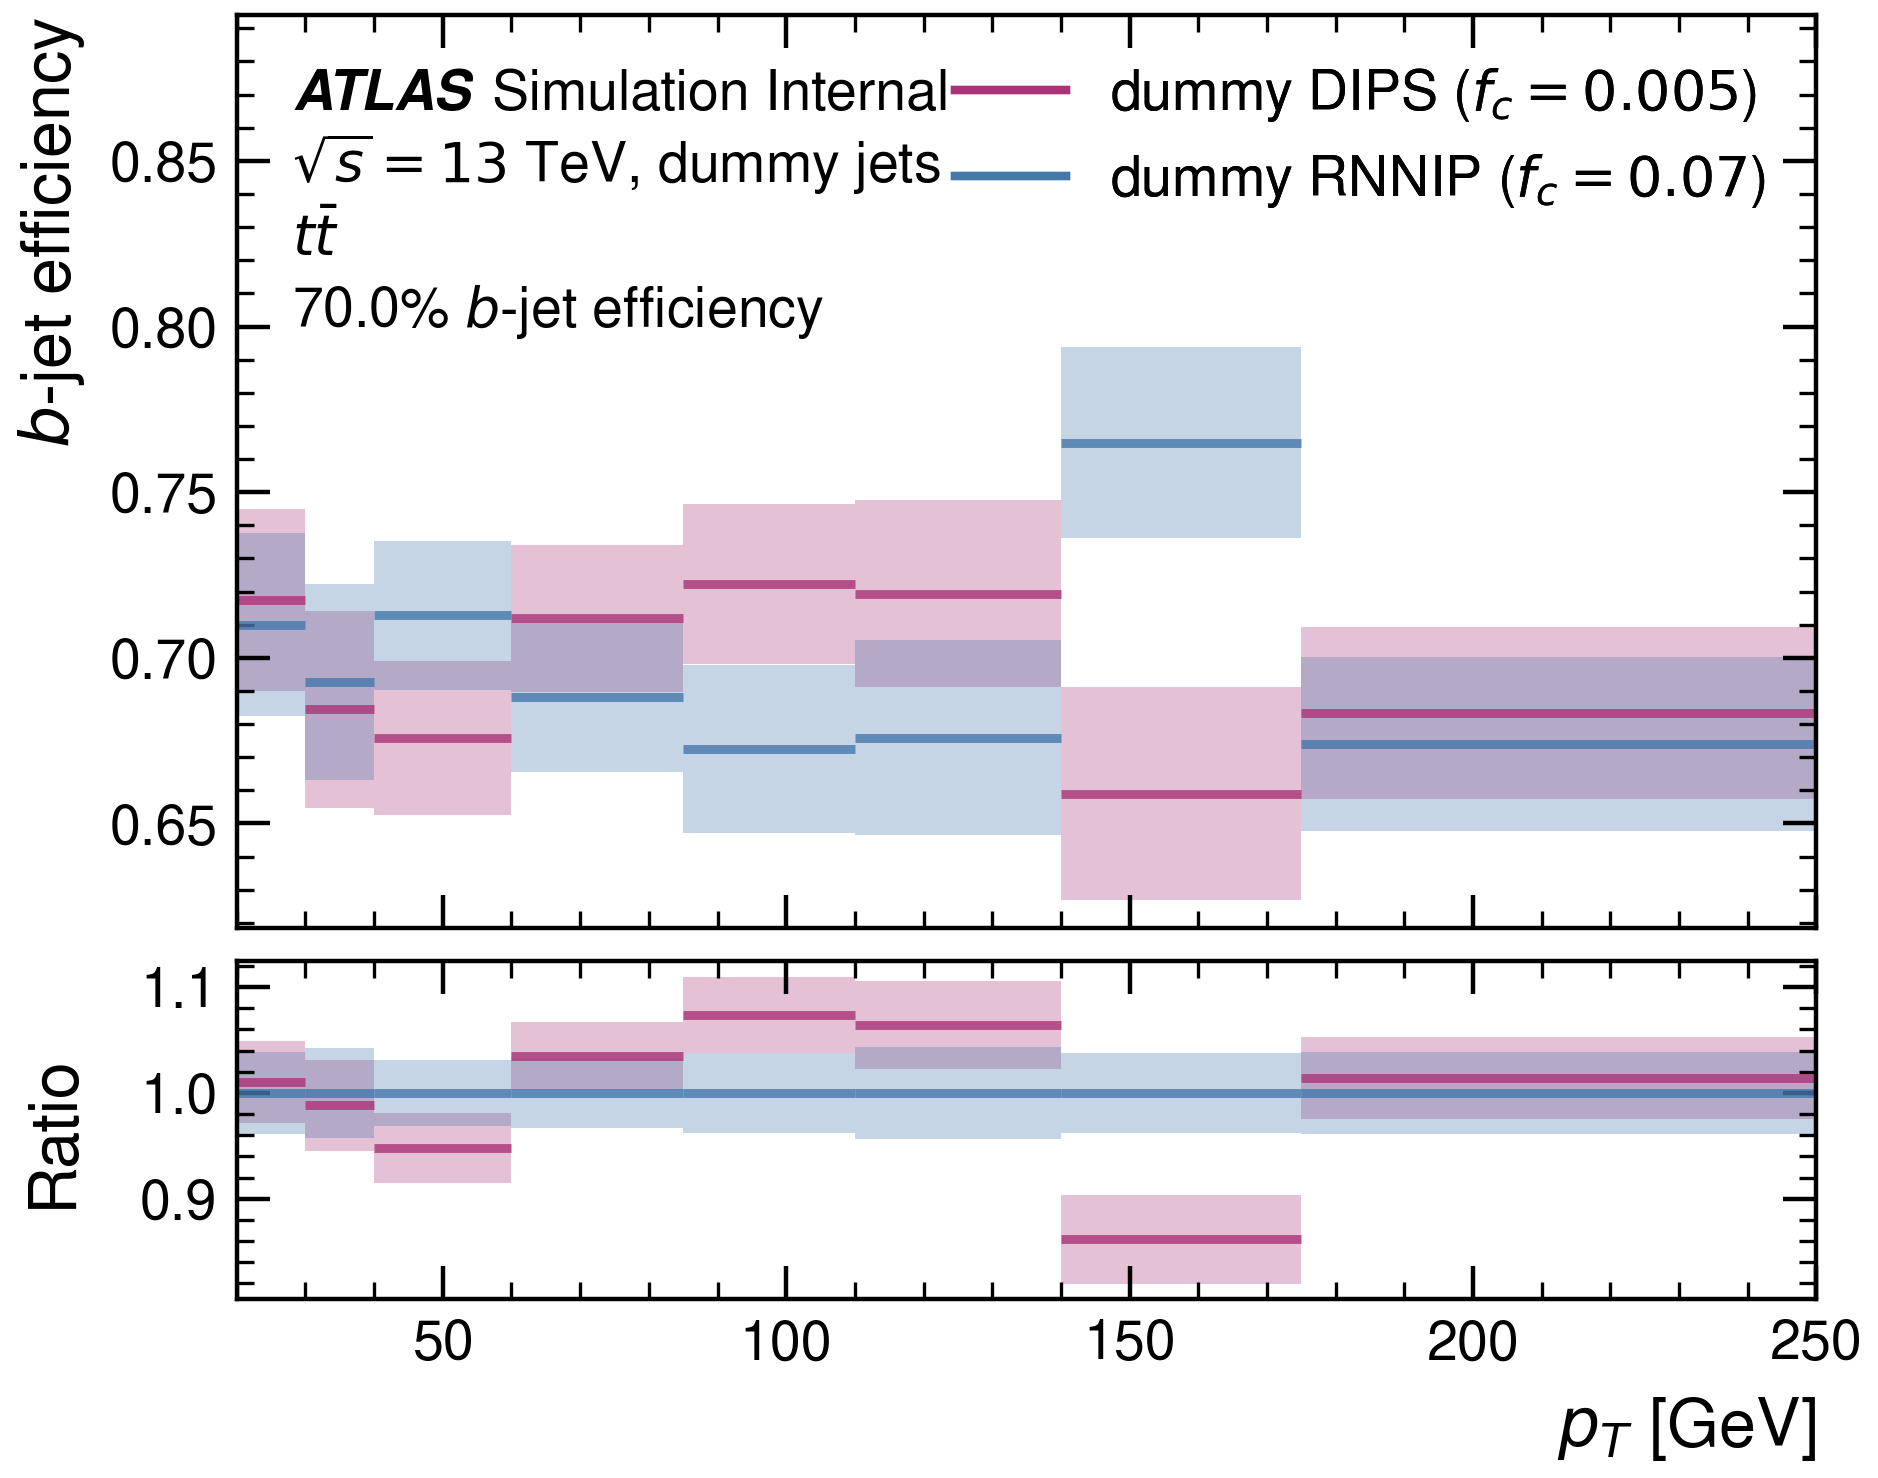 b-jet efficiency
ATLAS Simulation Internal
√s = 13 TeV, dummy jets
tt̄
70.0% b-jet efficiency
dummy DIPS (f_c = 0.005)
dummy RNNIP (f_c = 0.07)
0.85
0.80
0.75
0.70
0.65
Ratio
1.1
1.0
0.9
50 100 150 200 250
p_T [GeV]